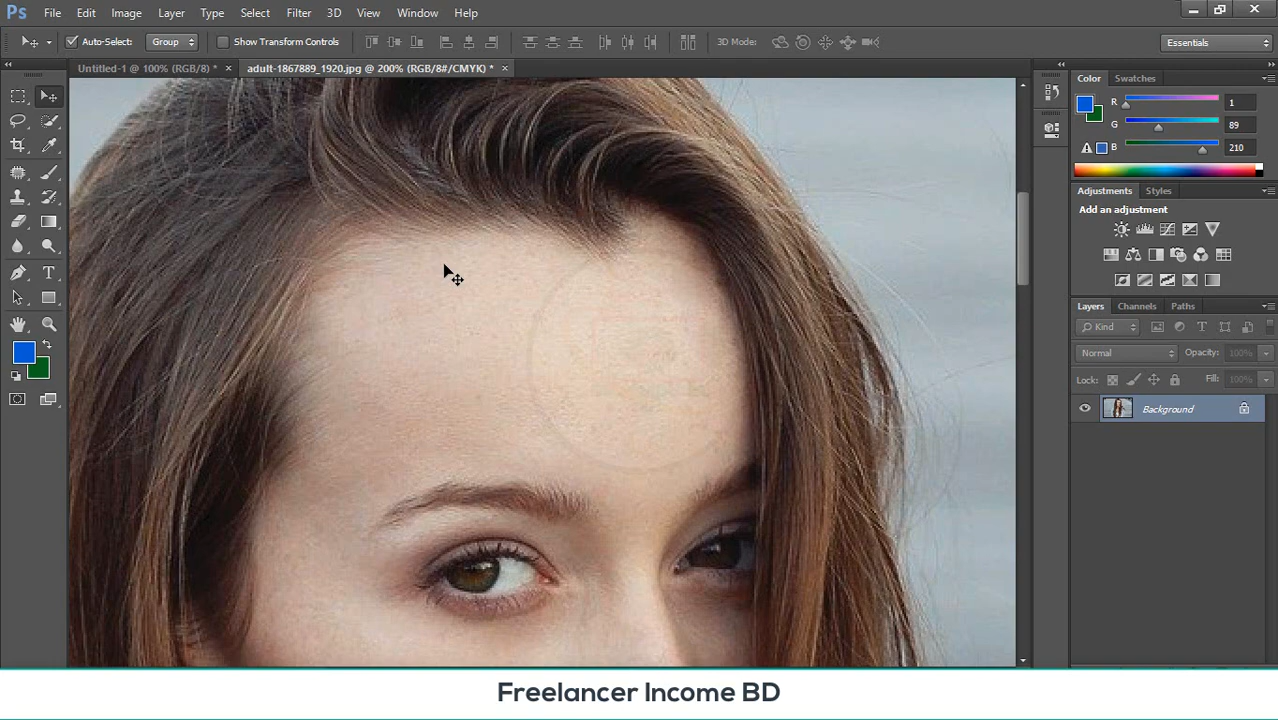 Ps File Edit Image Layer Type Select Filter 3D View Window Help
Auto-Select: Group Show Transform Controls 3D Mode: Essentials
Untitled-1 @ 100% (RGB/8) * × adult-1867889_1920.jpg @ 200% (RGB/8#/CMYK) * ×
Color Swatches
R 1
G 89
B 210
Adjustments Styles
Add an adjustment
Layers Channels Paths
Kind
Normal Opacity: 100%
Lock: Fill: 100%
Background
Freelancer Income BD